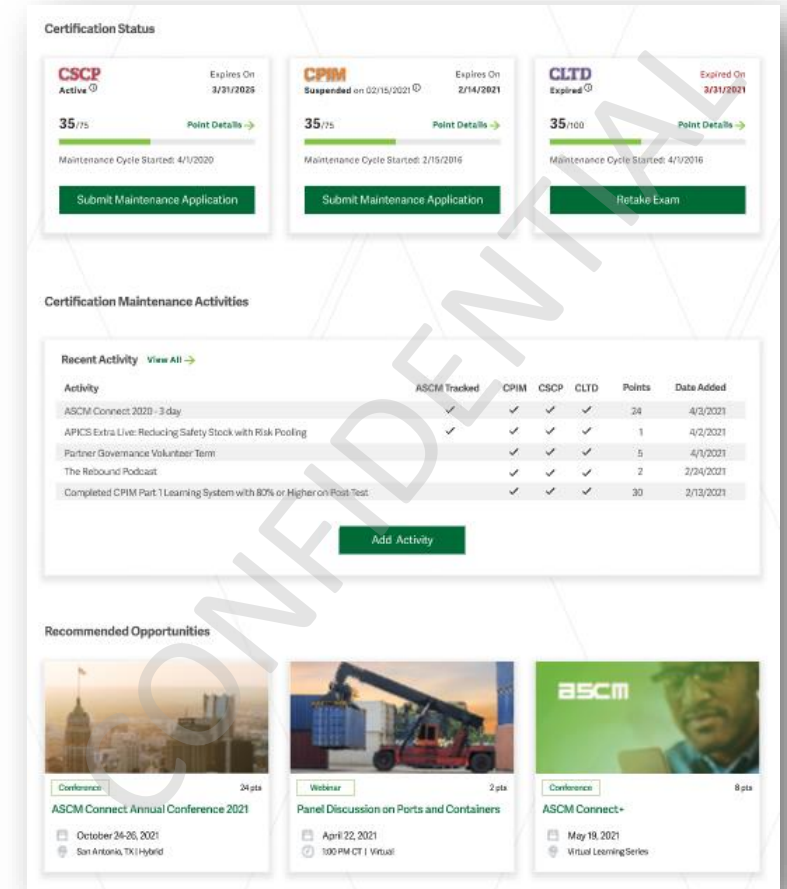 Certification Status
CSCP
Expires On
Active
3/31/2025
35/75
Point Details →
Maintenance Cycle Started: 4/1/2020
Submit Maintenance Application
CPIM
Expires On
Suspended on 02/15/2021
2/14/2021
35/75
Point Details →
Maintenance Cycle Started: 2/15/2016
Submit Maintenance Application
CLTD
Expired On
Expired
3/31/2021
35/100
Point Details →
Maintenance Cycle Started: 4/1/2016
Retake Exam
Certification Maintenance Activities
Recent Activity View All →
Activity ASCM Tracked CPIM CSCP CLTD Points Date Added
ASCM Connect 2020 - 3 day ✓ ✓ ✓ ✓ 24 4/3/2021
APICS Extra Live: Reducing Safety Stock with Risk Pooling ✓ ✓ ✓ ✓ 1 4/2/2021
Partner Governance Volunteer Term ✓ ✓ ✓ 5 4/1/2021
The Rebound Podcast ✓ ✓ ✓ 2 2/24/2021
Completed CPIM Part 1 Learning System with 80% or Higher on Post Test ✓ ✓ ✓ 30 2/13/2021
Add Activity
Recommended Opportunities
Conference 24 pts
ASCM Connect Annual Conference 2021
October 24-26, 2021
San Antonio, TX | Hybrid
Webinar 2 pts
Panel Discussion on Ports and Containers
April 22, 2021
1:00 PM CT | Virtual
ascm
Conference 8 pts
ASCM Connect+
May 19, 2021
Virtual Learning Series
CONFIDENTIAL